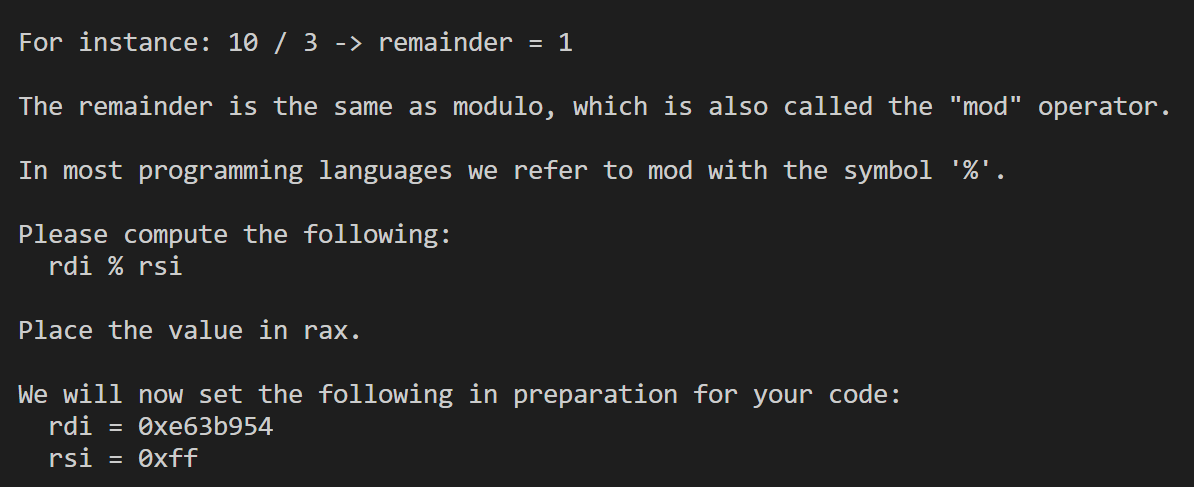 For instance: 10 / 3 -> remainder = 1
The remainder is the same as modulo, which is also called the "mod" operator.
In most programming languages we refer to mod with the symbol '%'.
Please compute the following:
  rdi % rsi
Place the value in rax.
We will now set the following in preparation for your code:
  rdi = 0xe63b954
  rsi = 0xff